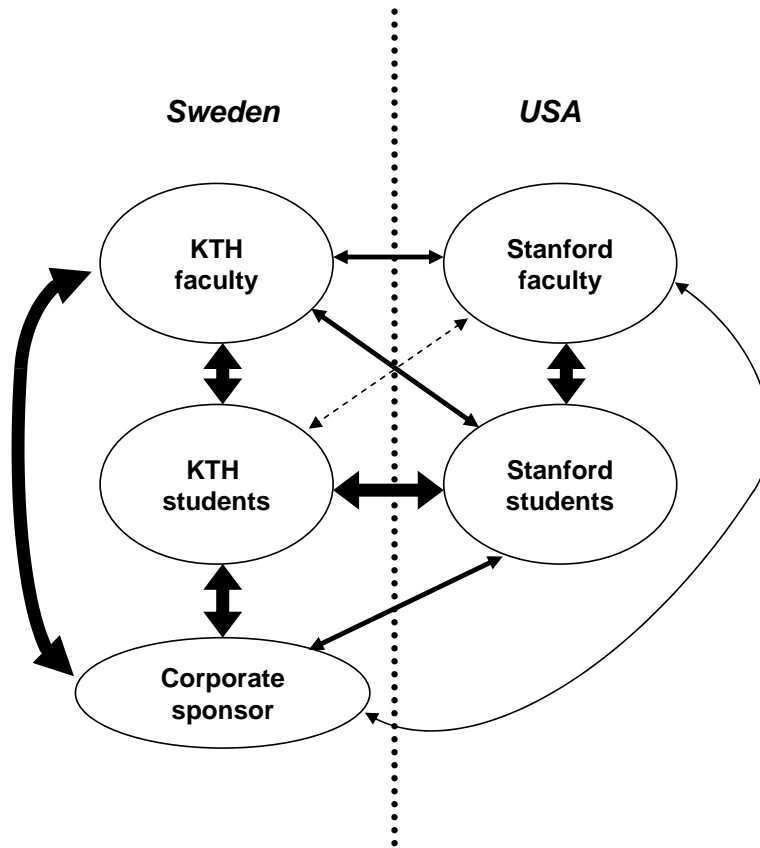 Sweden
USA
KTH
faculty
Stanford
faculty
KTH
students
Stanford
students
Corporate
sponsor